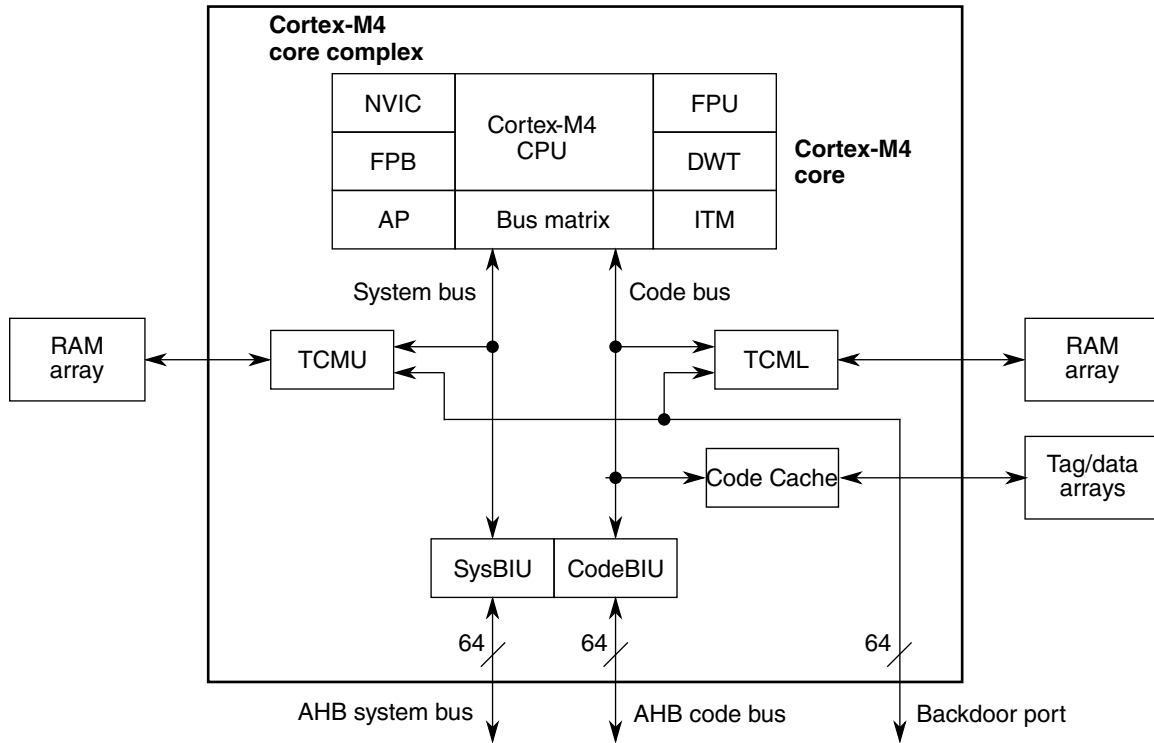 Cortex-M4
core complex
NVIC
FPU
Cortex-M4
CPU
FPB
DWT
Cortex-M4
core
AP
Bus matrix
ITM
System bus
Code bus
RAM
array
TCMU
TCML
RAM
array
Code Cache
Tag/data
arrays
SysBIU
CodeBIU
64
64
64
AHB system bus
AHB code bus
Backdoor port